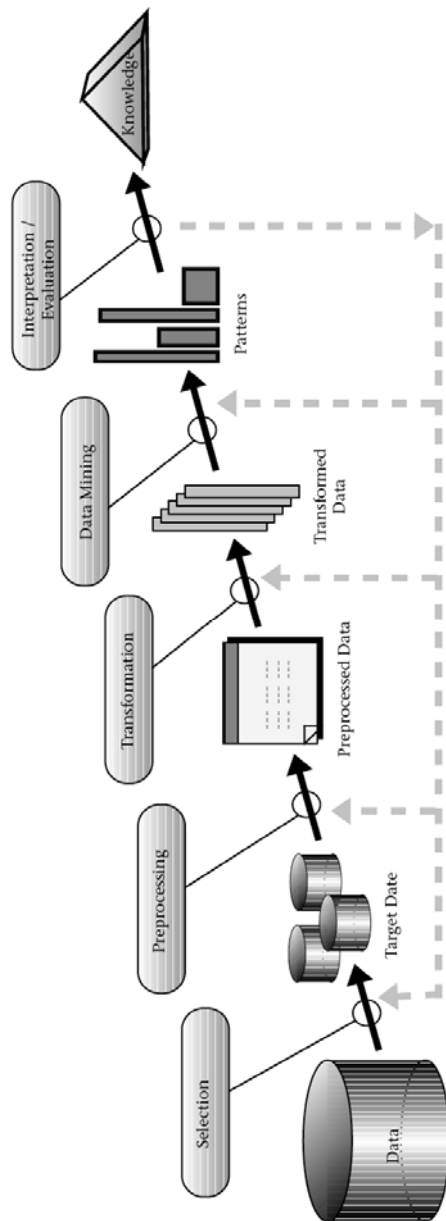 Selection
Preprocessing
Transformation
Data Mining
Interpretation /
Evaluation
Data
Target Date
Preprocessed Data
Transformed
Data
Patterns
Knowledge